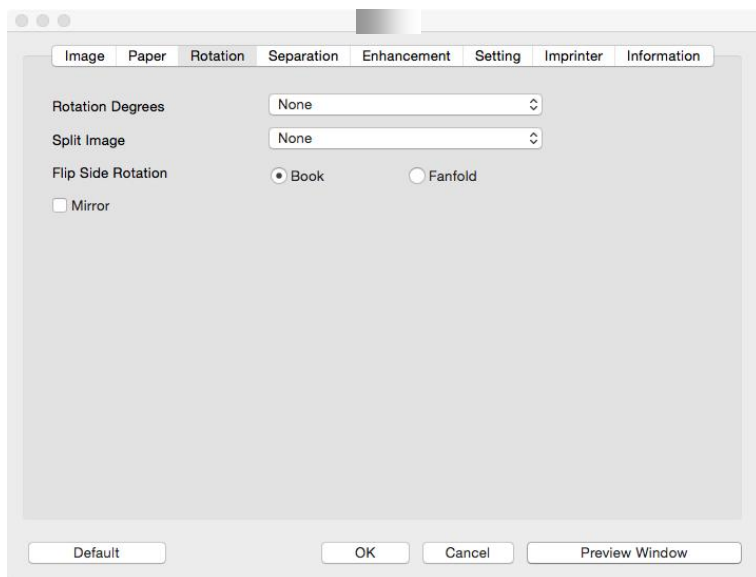 Image Paper Rotation Separation Enhancement Setting Imprinter Information
Rotation Degrees None
Split Image None
Flip Side Rotation Book Fanfold
Mirror
Default OK Cancel Preview Window